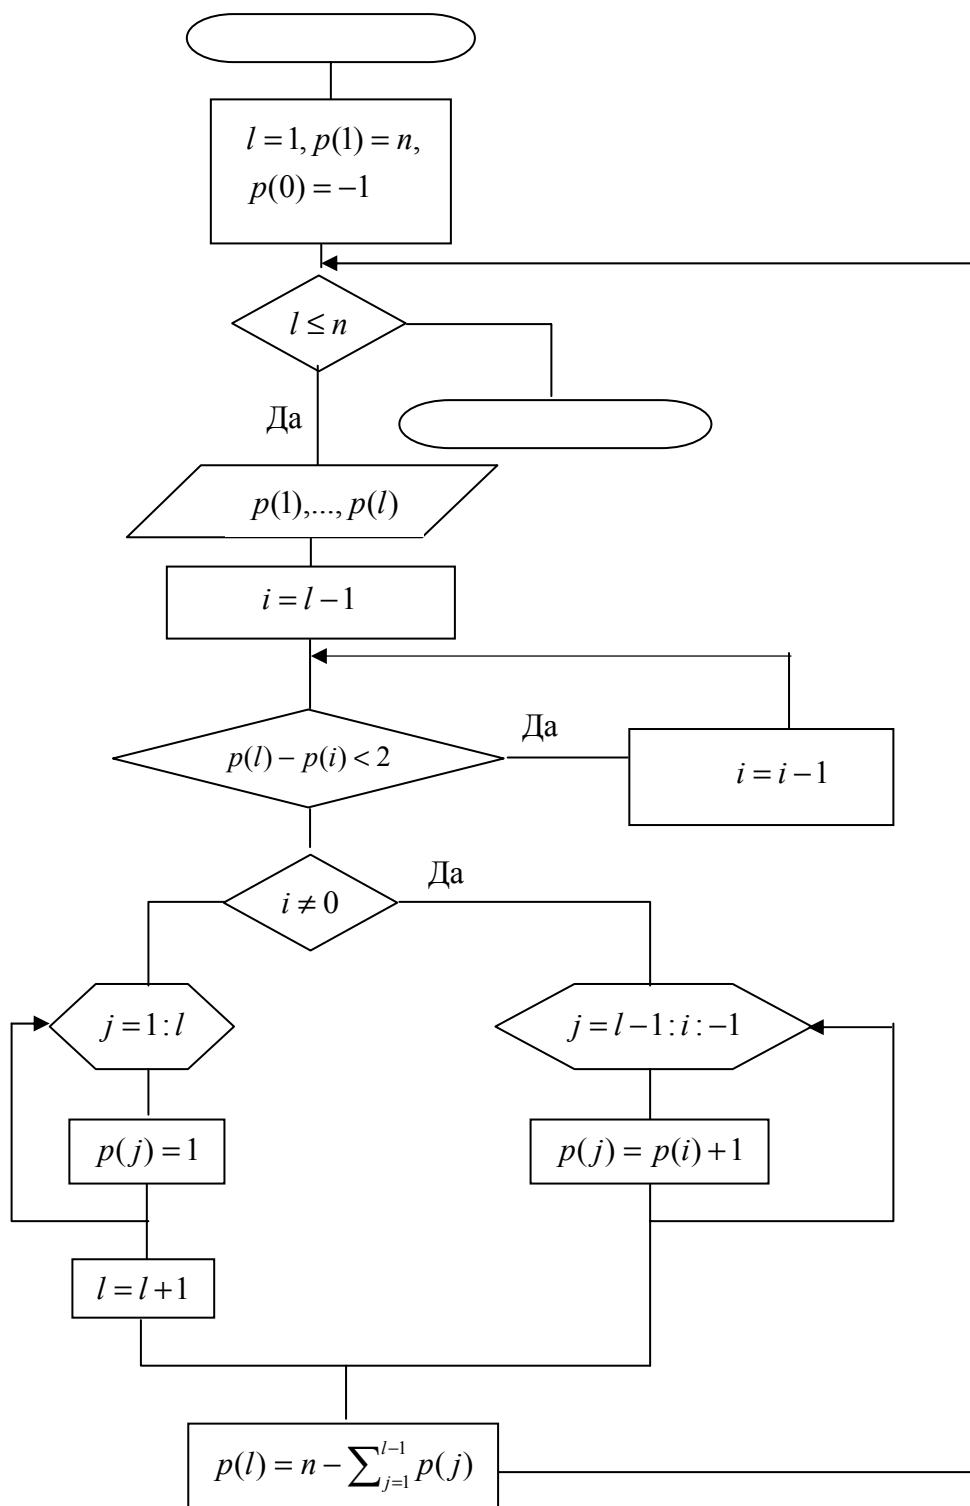 l = 1, p(1) = n,
p(0) = −1
l ≤ n
Да
p(1),..., p(l)
i = l − 1
p(l) − p(i) < 2
Да
i = i − 1
i ≠ 0
Да
j = 1 : l
j = l − 1 : i : −1
p(j) = 1
p(j) = p(i) + 1
l = l + 1
p(l) = n − ∑_{j=1}^{l−1} p(j)